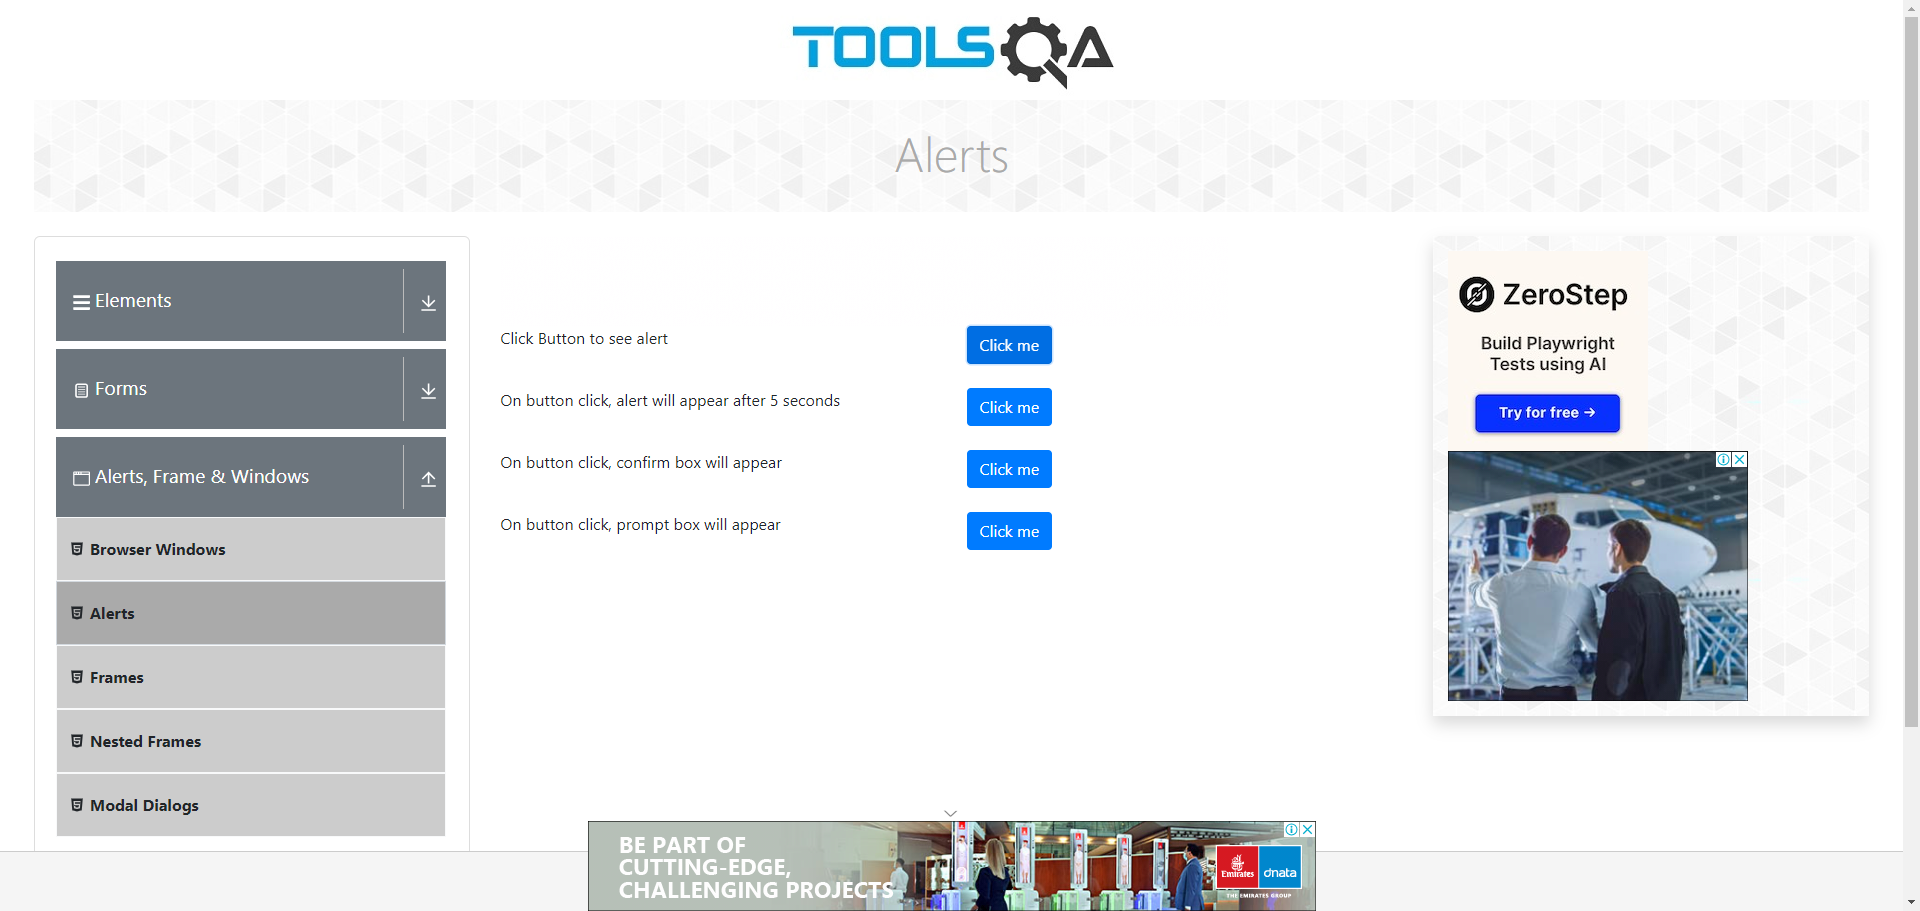 TOOLSQA
Alerts
Elements
Forms
Alerts, Frame & Windows
Browser Windows
Alerts
Frames
Nested Frames
Modal Dialogs
Click Button to see alert
Click me
On button click, alert will appear after 5 seconds
Click me
On button click, confirm box will appear
Click me
On button click, prompt box will appear
Click me
ZeroStep
Build Playwright
Tests using AI
Try for free →
BE PART OF
CUTTING-EDGE,
CHALLENGING PROJECTS
Emirates
dnata
THE EMIRATES GROUP